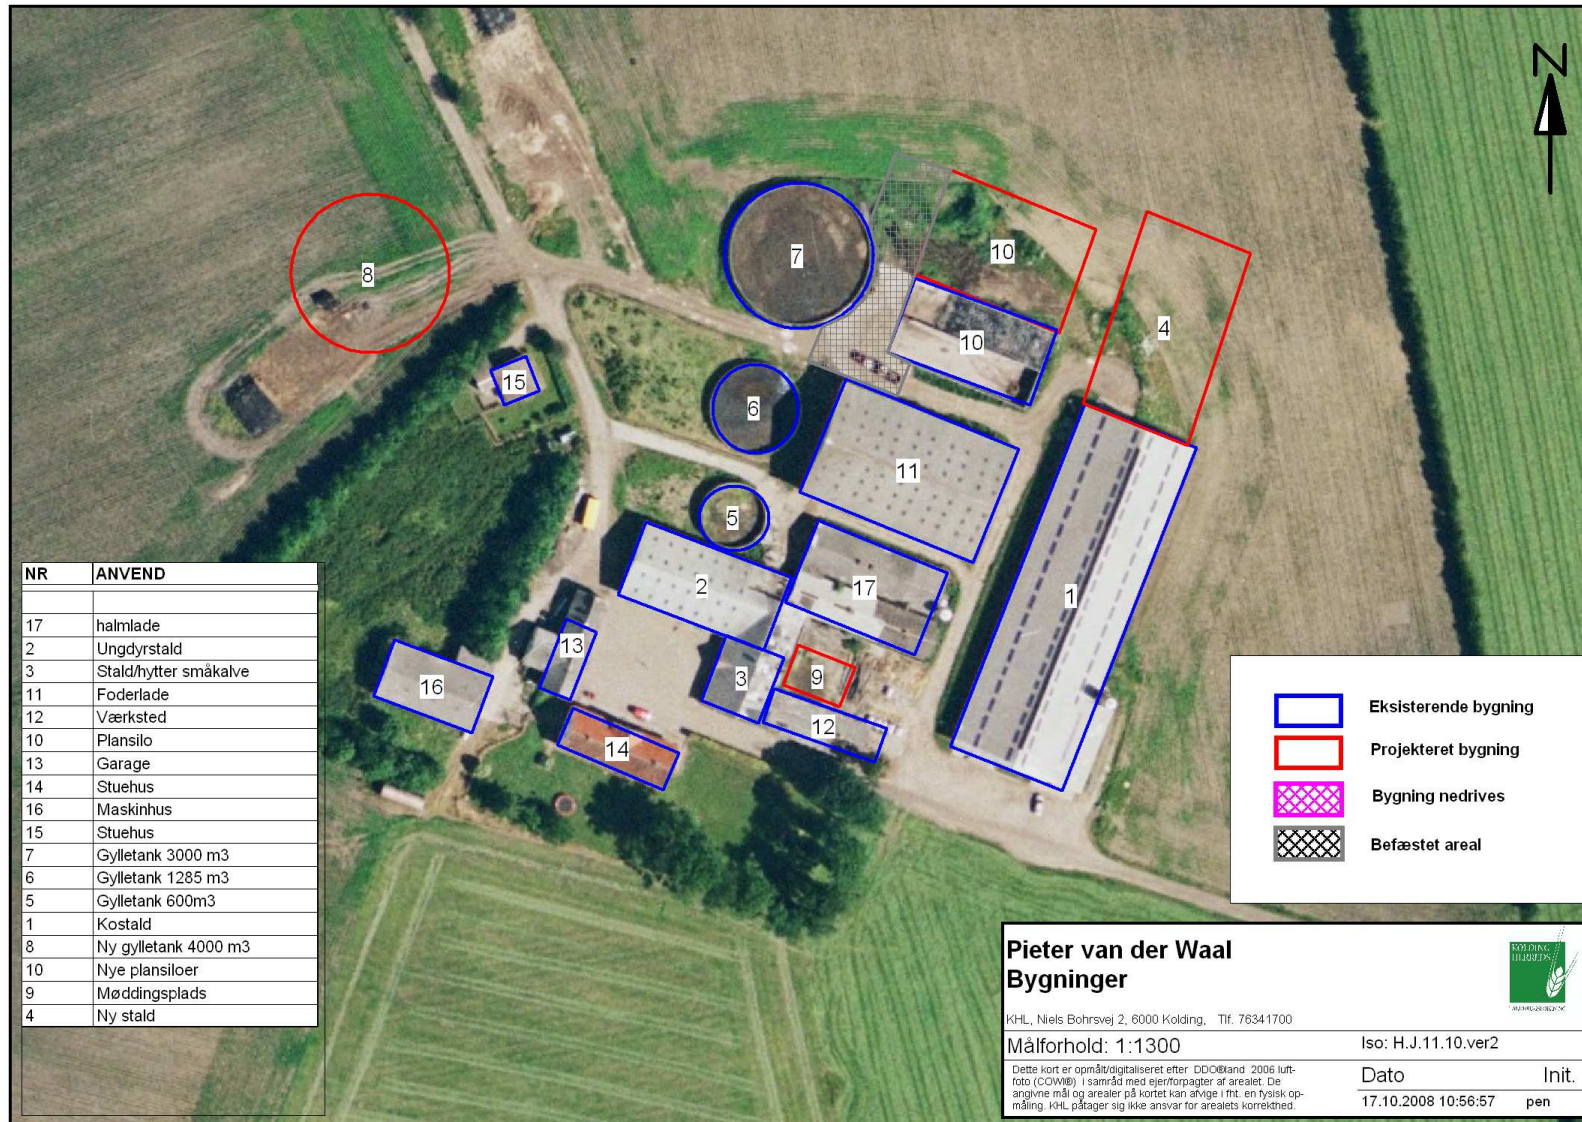 N
7
10
8
4
10
15
6
11
5
2
17
1
13
3
9
16
12
14
NR ANVEND
17 halmlade
2 Ungdyrstald
3 Stald/hytter småkalve
11 Foderlade
12 Værksted
10 Plansilo
13 Garage
14 Stuehus
16 Maskinhus
15 Stuehus
7 Gylletank 3000 m3
6 Gylletank 1285 m3
5 Gylletank 600m3
1 Kostald
8 Ny gylletank 4000 m3
10 Nye plansiloer
9 Møddingsplads
4 Ny stald
Eksisterende bygning
Projekteret bygning
Bygning nedrives
Befæstet areal
Pieter van der Waal
Bygninger
KOLDING
HERREDS
KHL, Niels Bohrsvej 2, 6000 Kolding, Tlf. 76341700
Målforhold: 1:1300
Iso: H.J.11.10.ver2
Dette kort er opmålt/digitaliseret efter DDO®land 2006 luft-
foto (COWI®) i samråd med ejer/forpagter af arealet. De
angivne mål og arealer på kortet kan afvige i fht. en fysisk op-
måling. KHL påtager sig ikke ansvar for arealets korrekthed.
Dato Init.
17.10.2008 10:56:57 pen